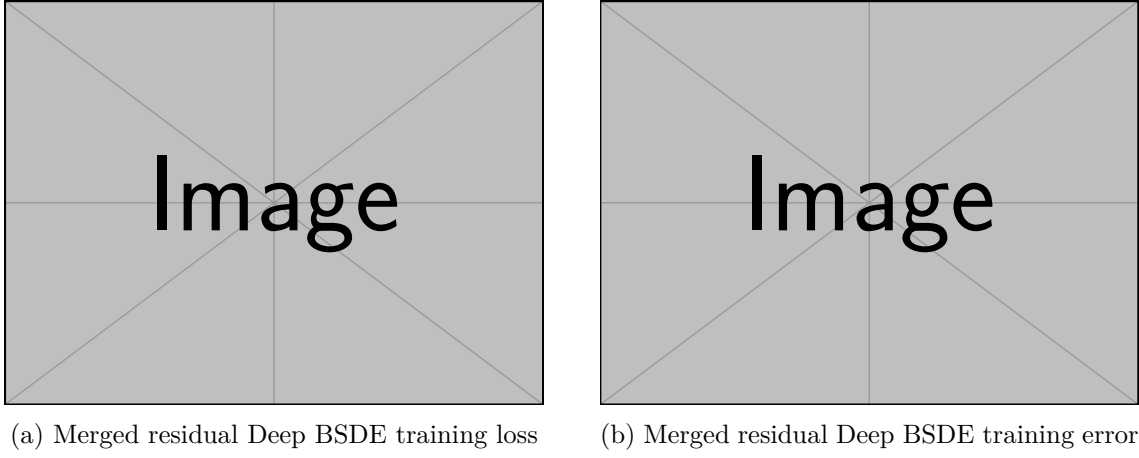 Image
Image
(a) Merged residual Deep BSDE training loss
(b) Merged residual Deep BSDE training error